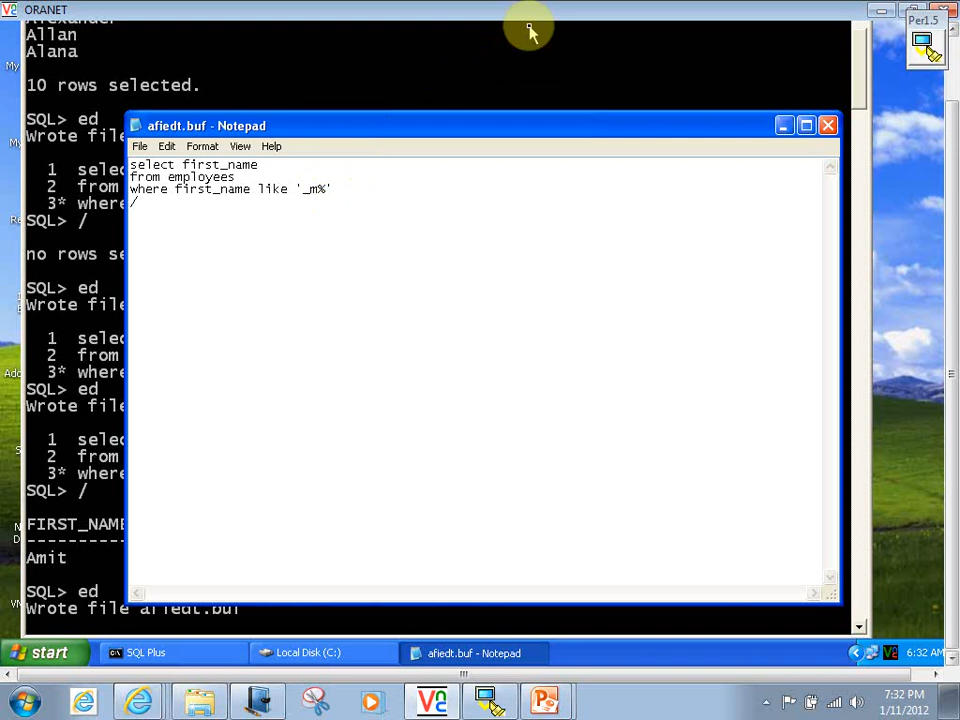 ORANET
Per1.5
Allan
Alana
10 rows selected.
SQL> ed
Wrote file
1 selec
2 from
3* where
SQL> /
no rows se
SQL> ed
Wrote file
1 selec
2 from
3* where
SQL> ed
Wrote file
1 selec
2 from
3* where
SQL> /
FIRST_NAME
----------
Amit
SQL> ed
Wrote file afiedt.buf
afiedt.buf - Notepad
File Edit Format View Help
select first_name
from employees
where first_name like '_m%'
/
start
SQL Plus
Local Disk (C:)
afiedt.buf - Notepad
6:32 AM
7:32 PM
1/11/2012